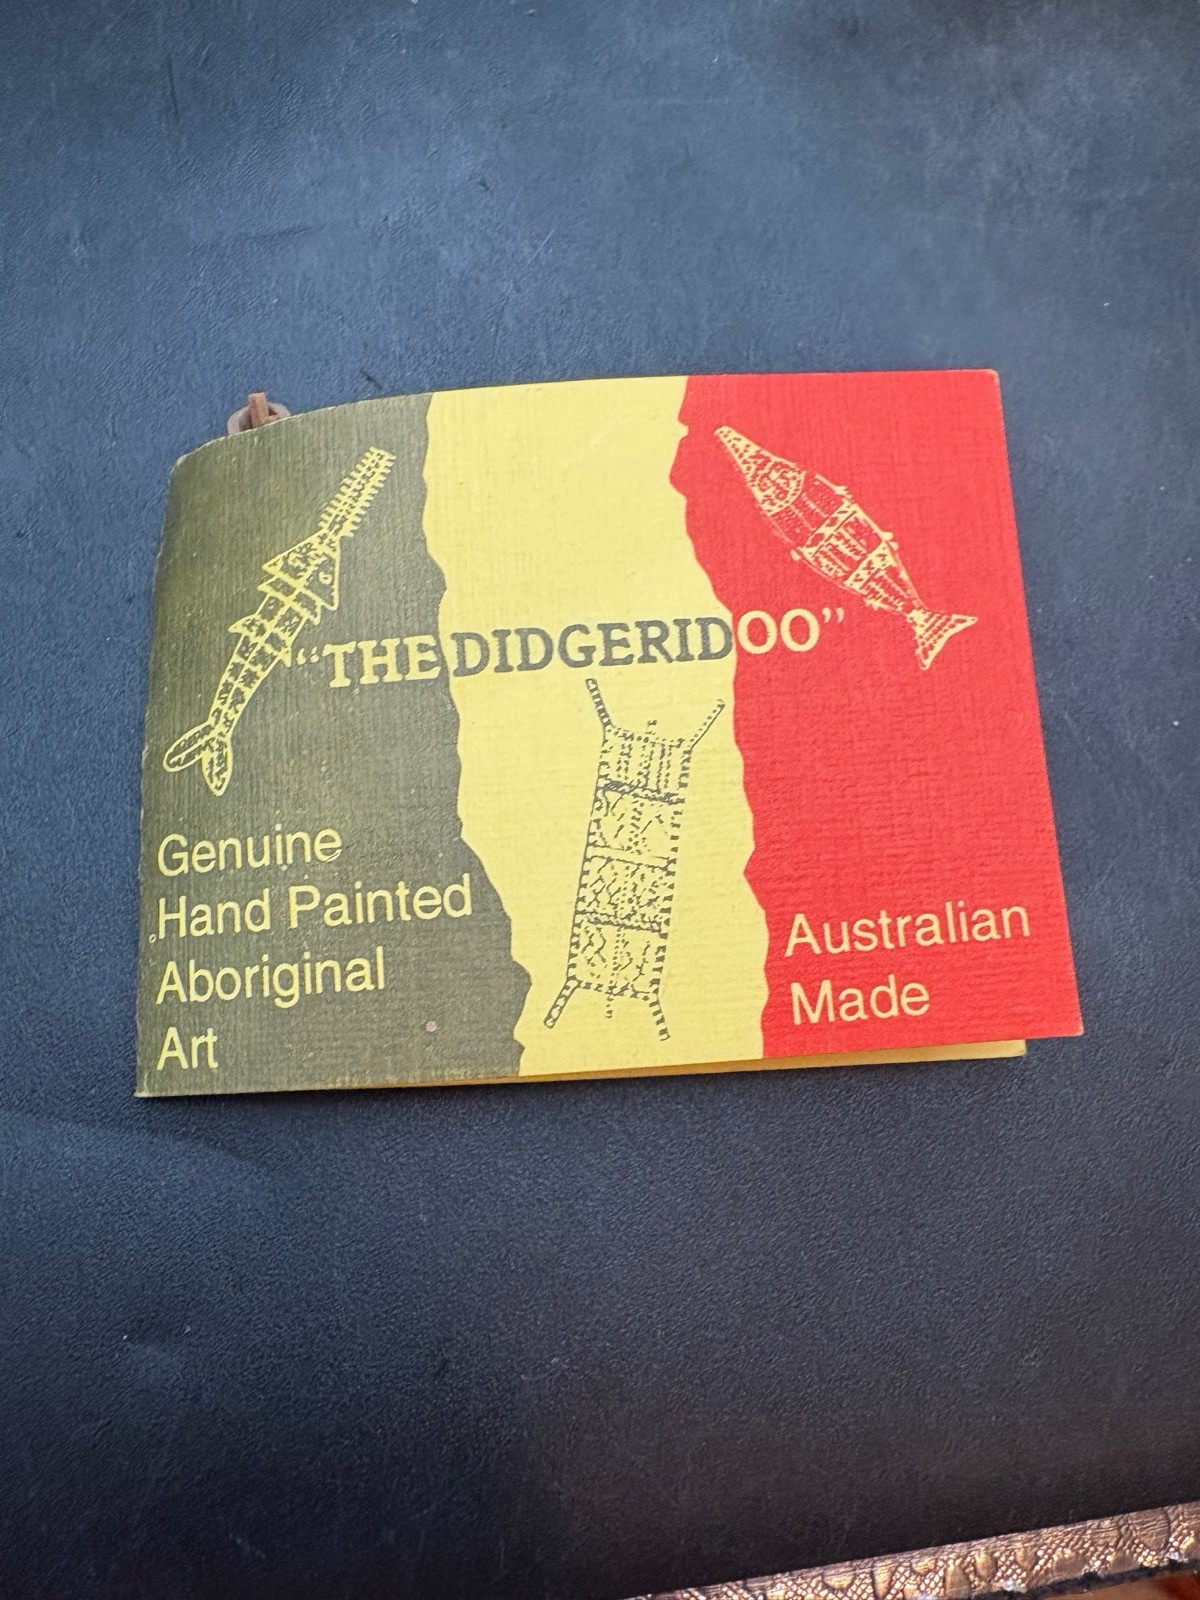 “THE DIDGERIDOO”
Genuine
Hand Painted
Aboriginal
Art
Australian
Made